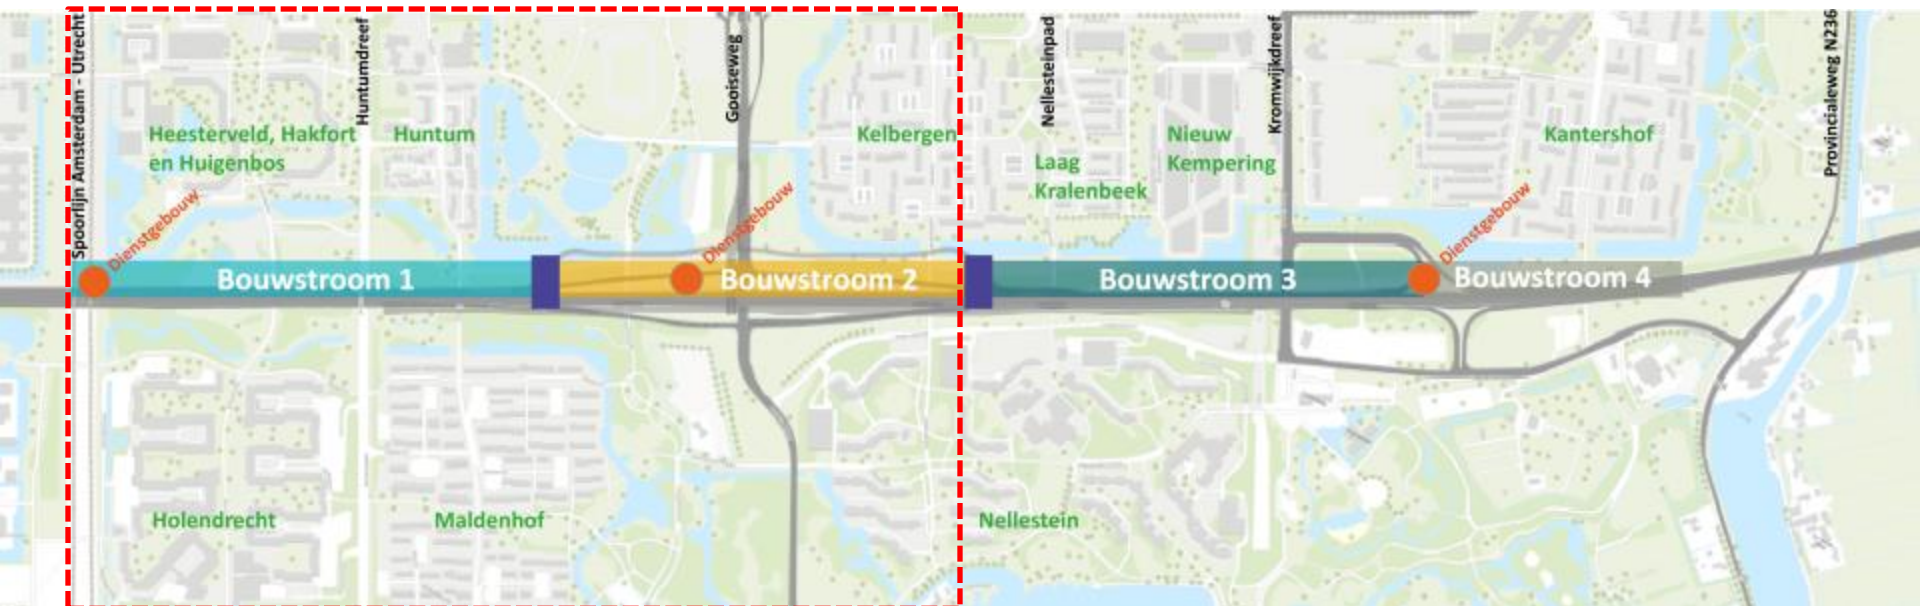 Spoorlijn Amsterdam - Utrecht
Huntumdreef
Gooiseweg
Nellesteinpad
Kromwijkdreef
Provincialeweg N236
Heesterveld, Hakfort
en Huigenbos
Huntum
Kelbergen
Laag
Kralenbeek
Nieuw
Kempering
Kantershof
Dienstgebouw
Dienstgebouw
Dienstgebouw
Bouwstroom 1
Bouwstroom 2
Bouwstroom 3
Bouwstroom 4
Holendrecht
Maldenhof
Nellestein